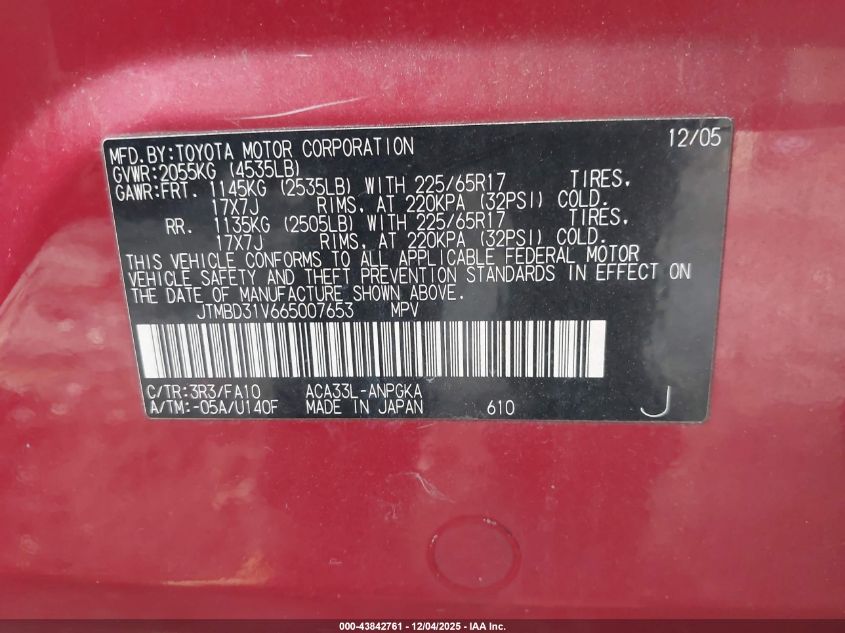 MFD.BY:TOYOTA MOTOR CORPORATION 12/05
GVWR:2055KG (4535LB)
GAWR:FRT. 1145KG (2535LB) WITH 225/65R17 TIRES,
17X7J RIMS, AT 220KPA (32PSI) COLD.
RR. 1135KG (2505LB) WITH 225/65R17 TIRES,
17X7J RIMS, AT 220KPA (32PSI) COLD.
THIS VEHICLE CONFORMS TO ALL APPLICABLE FEDERAL MOTOR
VEHICLE SAFETY AND THEFT PREVENTION STANDARDS IN EFFECT ON
THE DATE OF MANUFACTURE SHOWN ABOVE.
JTMBD31V665007653 MPV
C/TR:3R3/FA10 ACA33L-ANPGKA
A/TM:-05A/U140F MADE IN JAPAN 610 J
000-43842761 - 12/04/2025 - IAA Inc.